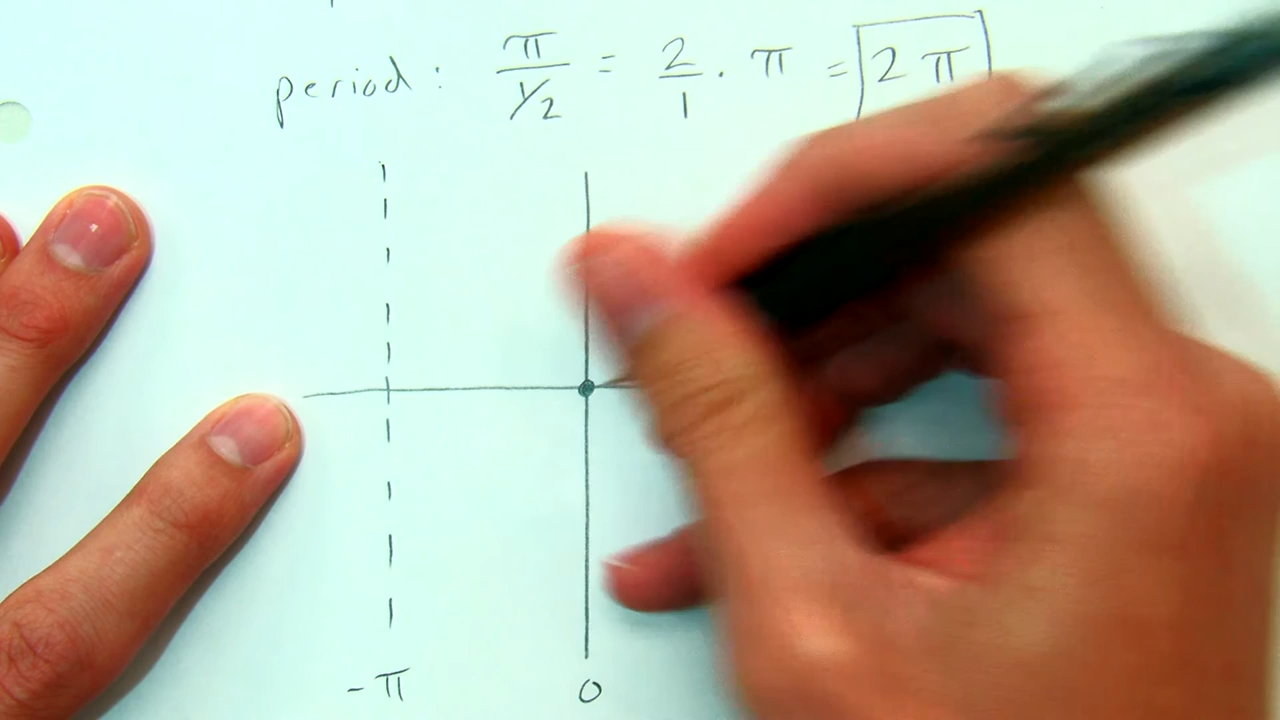 period: π/1/2 = 2/1 · π = 2π
-π 0